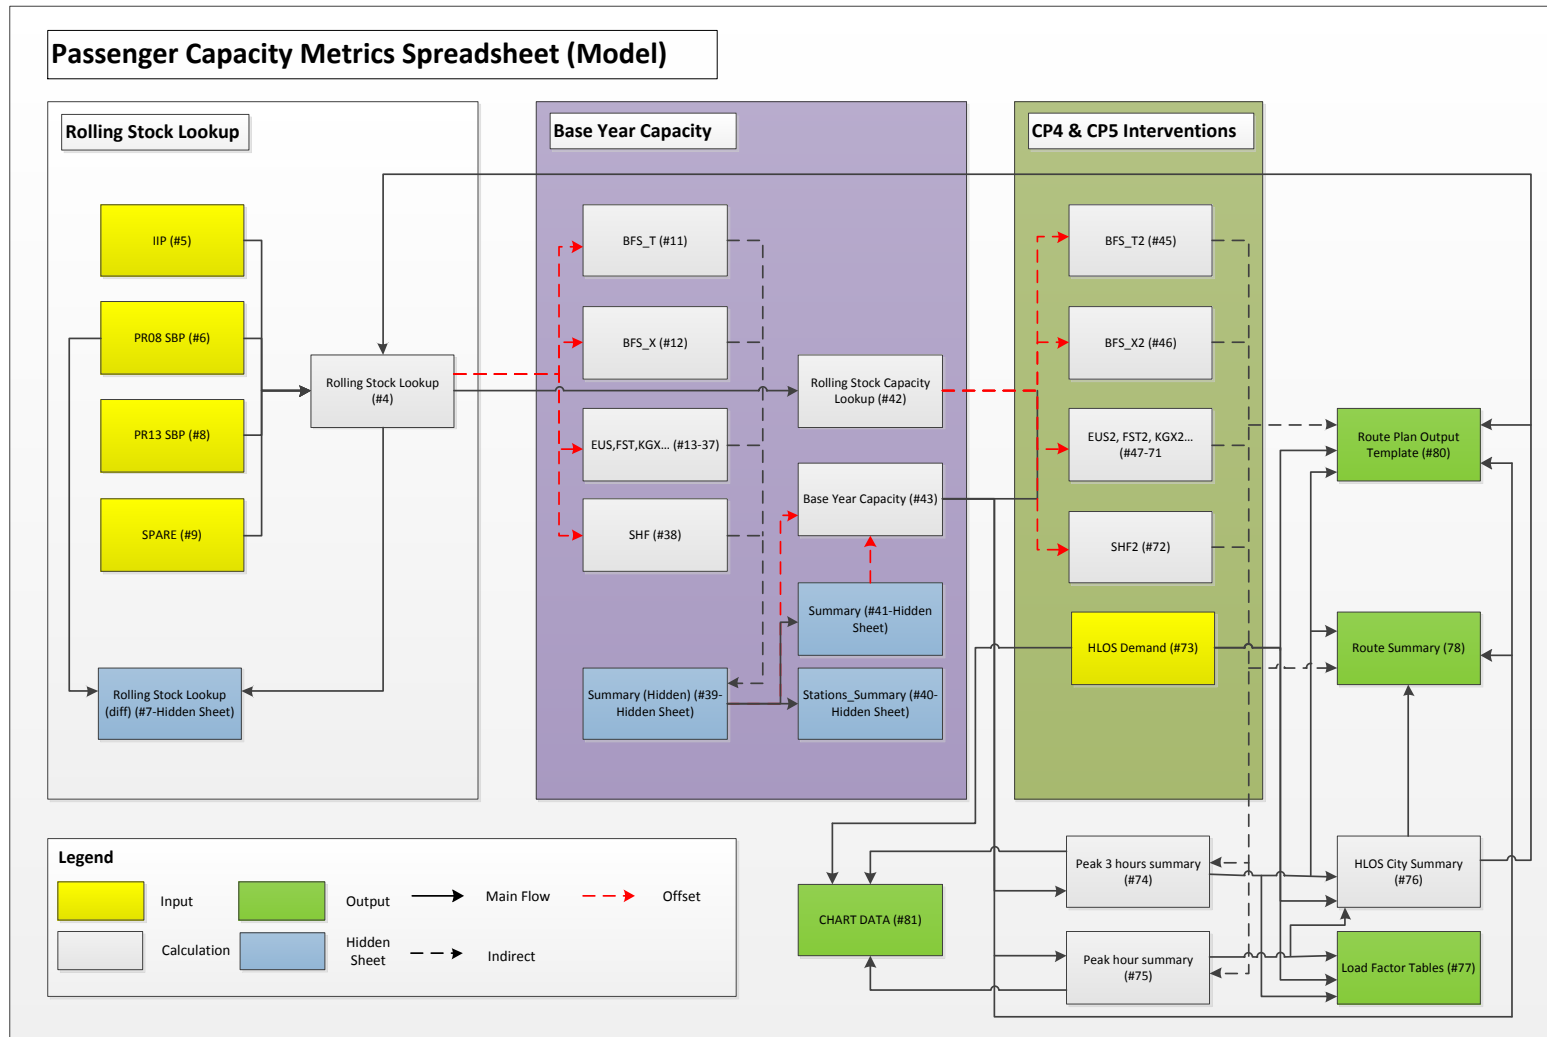 Passenger Capacity Metrics Spreadsheet (Model)
Rolling Stock Lookup
IIP (#5)
PR08 SBP (#6)
PR13 SBP (#8)
SPARE (#9)
Rolling Stock Lookup
(#4)
Rolling Stock Lookup
(diff) (#7-Hidden Sheet)
Base Year Capacity
BFS_T (#11)
BFS_X (#12)
EUS,FST,KGX... (#13-37)
SHF (#38)
Summary (Hidden) (#39-
Hidden Sheet)
Rolling Stock Capacity
Lookup (#42)
Base Year Capacity (#43)
Summary (#41-Hidden
Sheet)
Stations_Summary (#40-
Hidden Sheet)
CP4 & CP5 Interventions
BFS_T2 (#45)
BFS_X2 (#46)
EUS2, FST2, KGX2...
(#47-71
SHF2 (#72)
HLOS Demand (#73)
Route Plan Output
Template (#80)
Route Summary (78)
Peak 3 hours summary
(#74)
HLOS City Summary
(#76)
CHART DATA (#81)
Peak hour summary
(#75)
Load Factor Tables (#77)
Legend
Input
Output
Main Flow
Offset
Calculation
Hidden
Sheet
Indirect